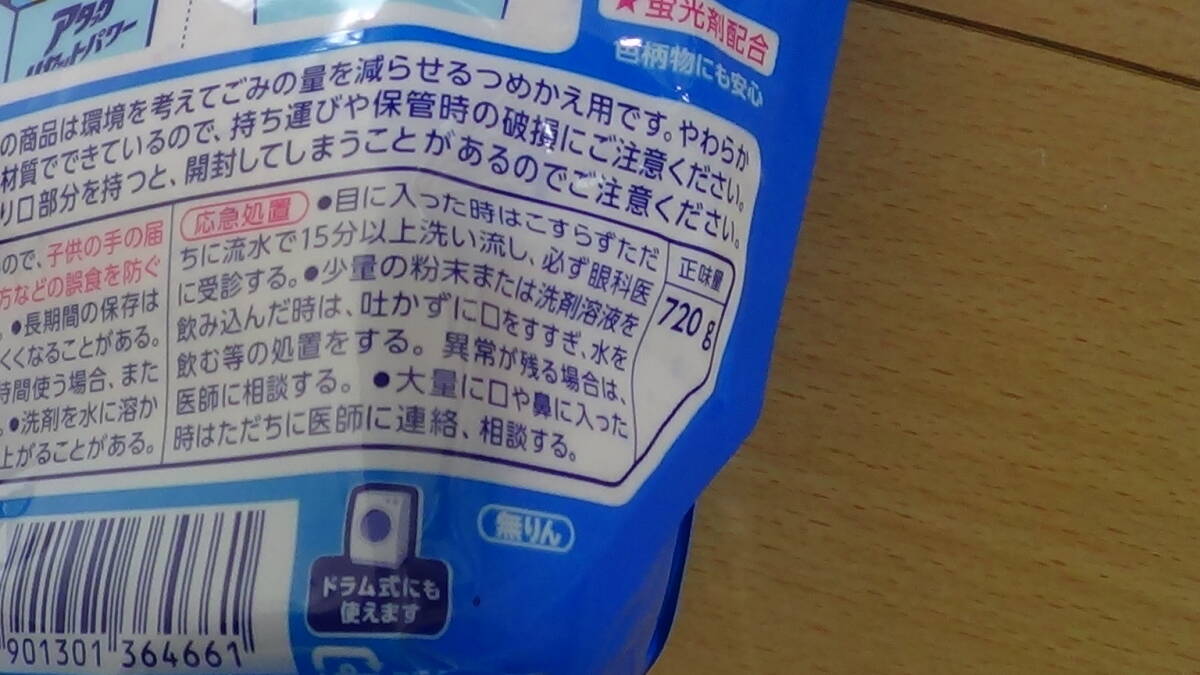 アタック
リセットパワー
★蛍光剤配合
色柄物にも安心
の商品は環境を考えてごみの量を減らせるつめかえ用です。やわらか
材質でできているので、持ち運びや保管時の破損にご注意ください。
り口部分を持つと、開封してしまうことがあるのでご注意ください。
ので、子供の手の届
方などの誤食を防ぐ
。●長期間の保存は
くくなることがある。
時間使う場合、また
。●洗剤を水に溶か
上がることがある。
応急処置 ●目に入った時はこすらずただ
ちに流水で15分以上洗い流し、必ず眼科医
に受診する。●少量の粉末または洗剤溶液を
飲み込んだ時は、吐かずに口をすすぎ、水を
飲む等の処置をする。異常が残る場合は、
医師に相談する。●大量に口や鼻に入った
時はただちに医師に連絡、相談する。
正味量
720g
無りん
ドラム式にも
使えます
901301 364661